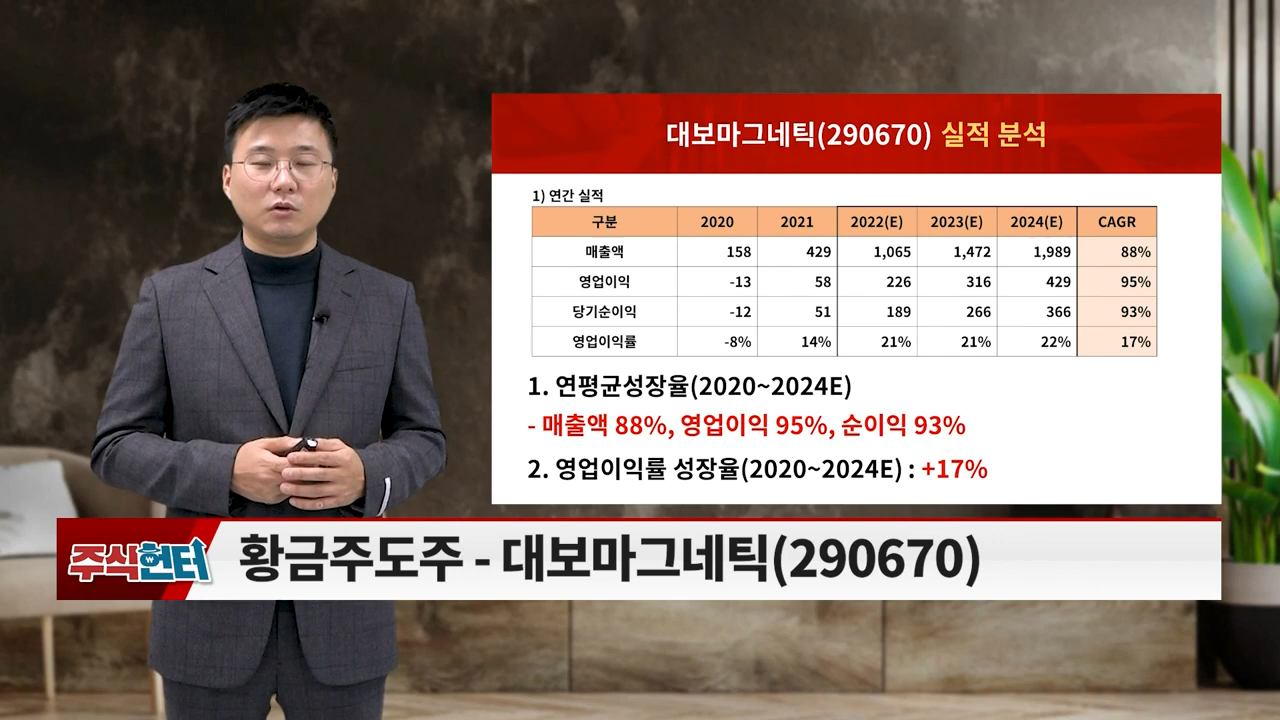 대보마그네틱(290670) 실적 분석
1) 연간 실적
구분 2020 2021 2022(E) 2023(E) 2024(E) CAGR
매출액 158 429 1,065 1,472 1,989 88%
영업이익 -13 58 226 316 429 95%
당기순이익 -12 51 189 266 366 93%
영업이익률 -8% 14% 21% 21% 22% 17%
1. 연평균성장율(2020~2024E)
- 매출액 88%, 영업이익 95%, 순이익 93%
2. 영업이익률 성장율(2020~2024E) : +17%
주식헌터 황금주도주 - 대보마그네틱(290670)